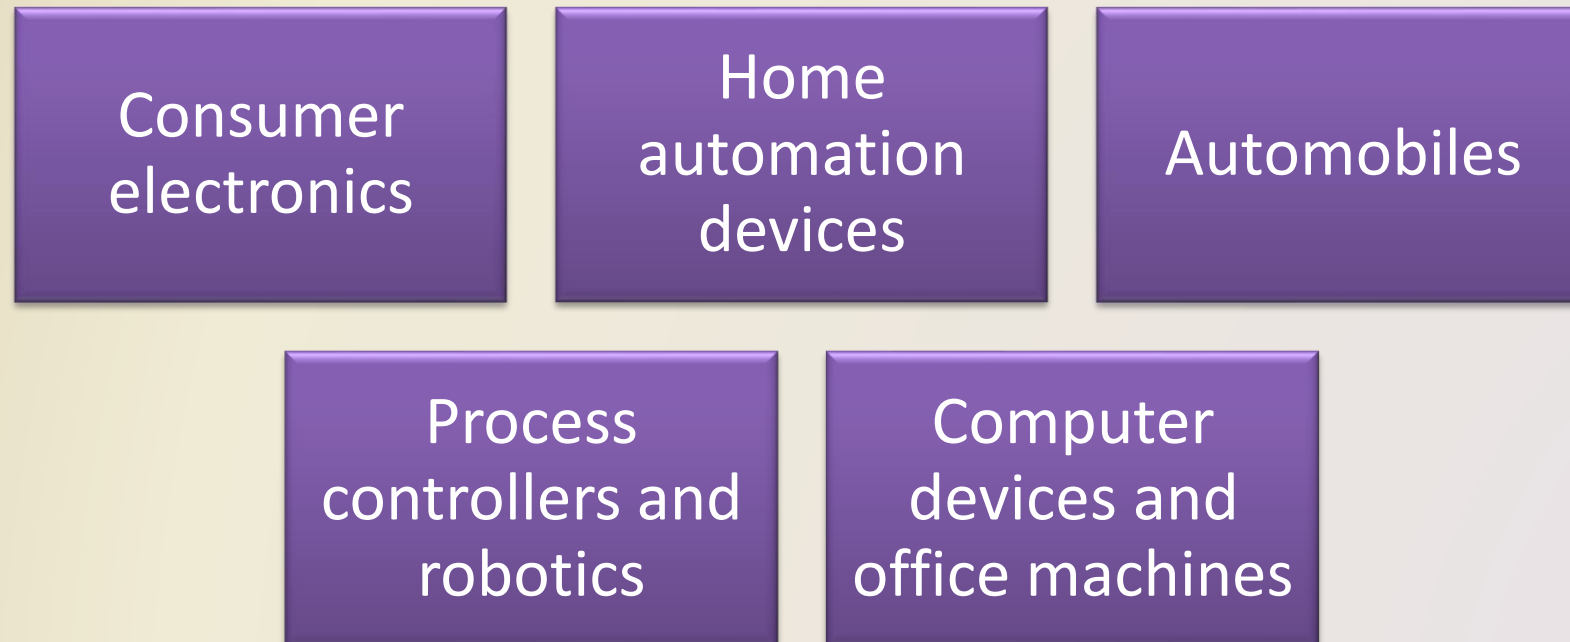 Consumer
electronics
Home
automation
devices
Automobiles
Process
controllers and
robotics
Computer
devices and
office machines